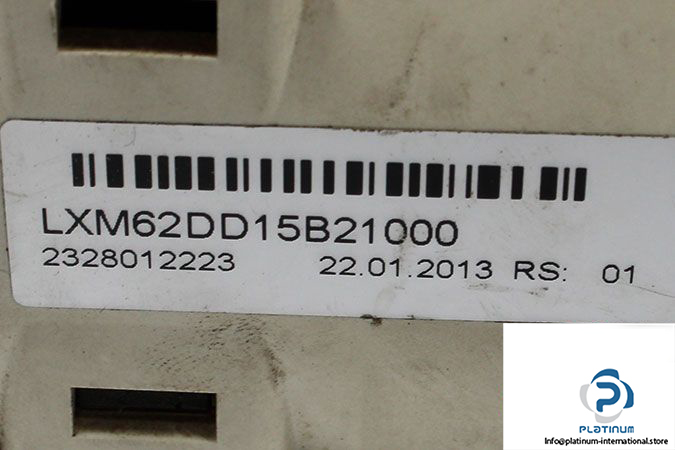 LXM62DD15B21000
2328012223 22.01.2013 RS: 01
PLATINUM
Info@platinum-international.store